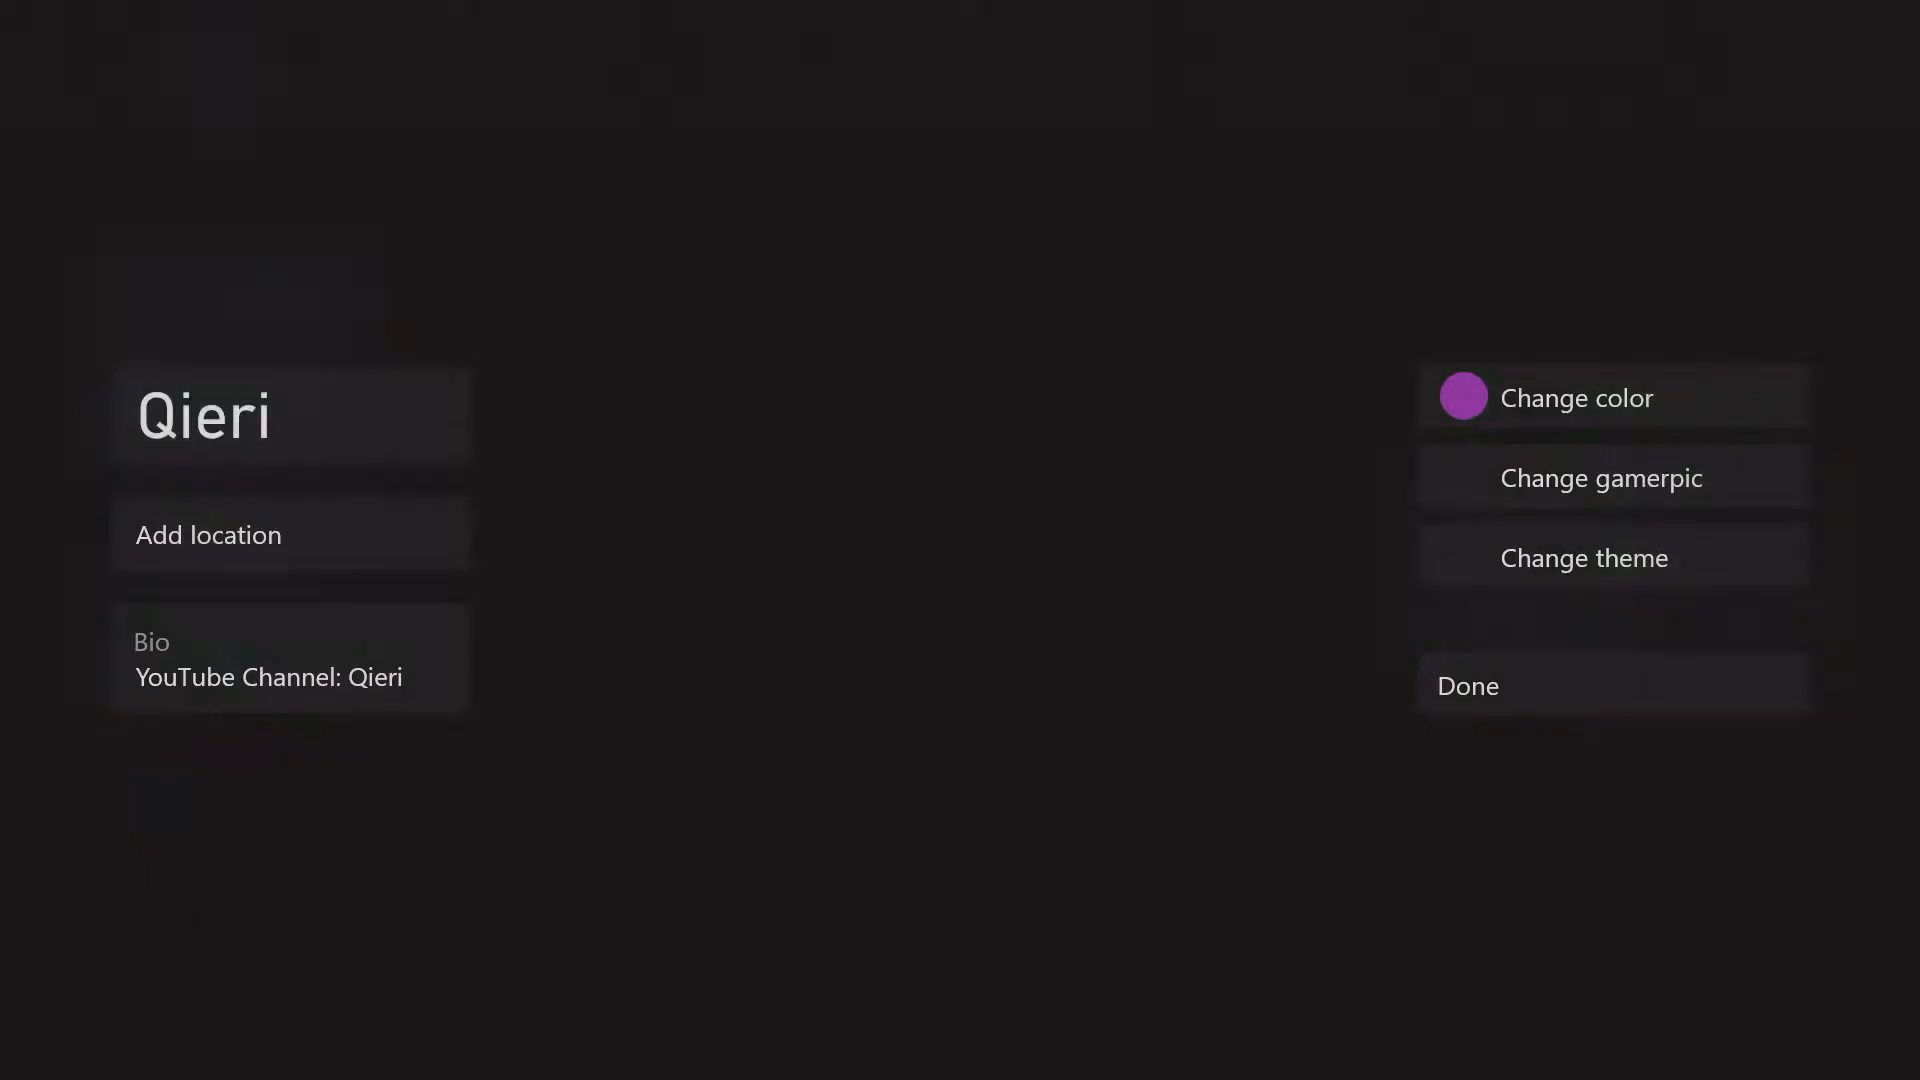 Qieri
Add location
Bio
YouTube Channel: Qieri
Change color
Change gamerpic
Change theme
Done